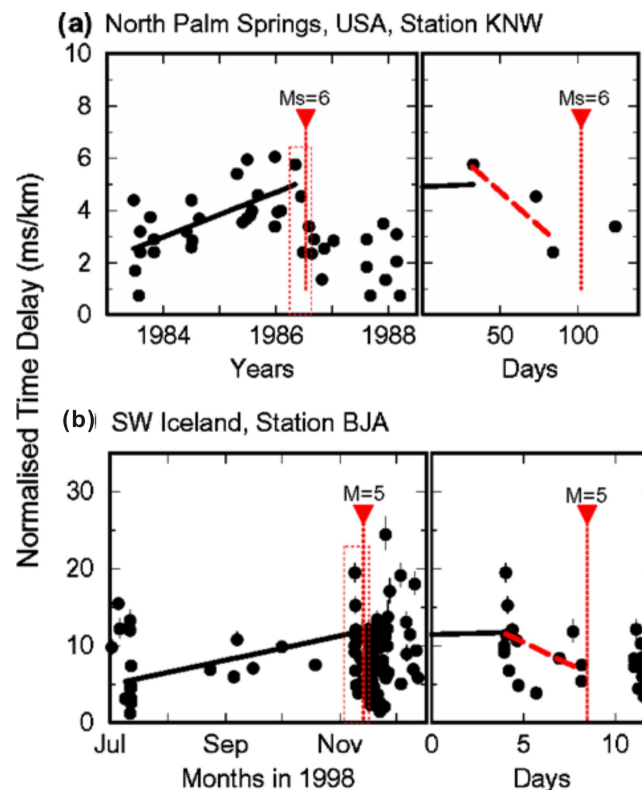 (a) North Palm Springs, USA, Station KNW
Normalised Time Delay (ms/km)
10
8
6
4
2
0
Ms=6
Ms=6
1984 1986 1988
50 100
Years Days
(b) SW Iceland, Station BJA
30
20
10
0
M=5
M=5
Jul Sep Nov 0 5 10
Months in 1998 Days